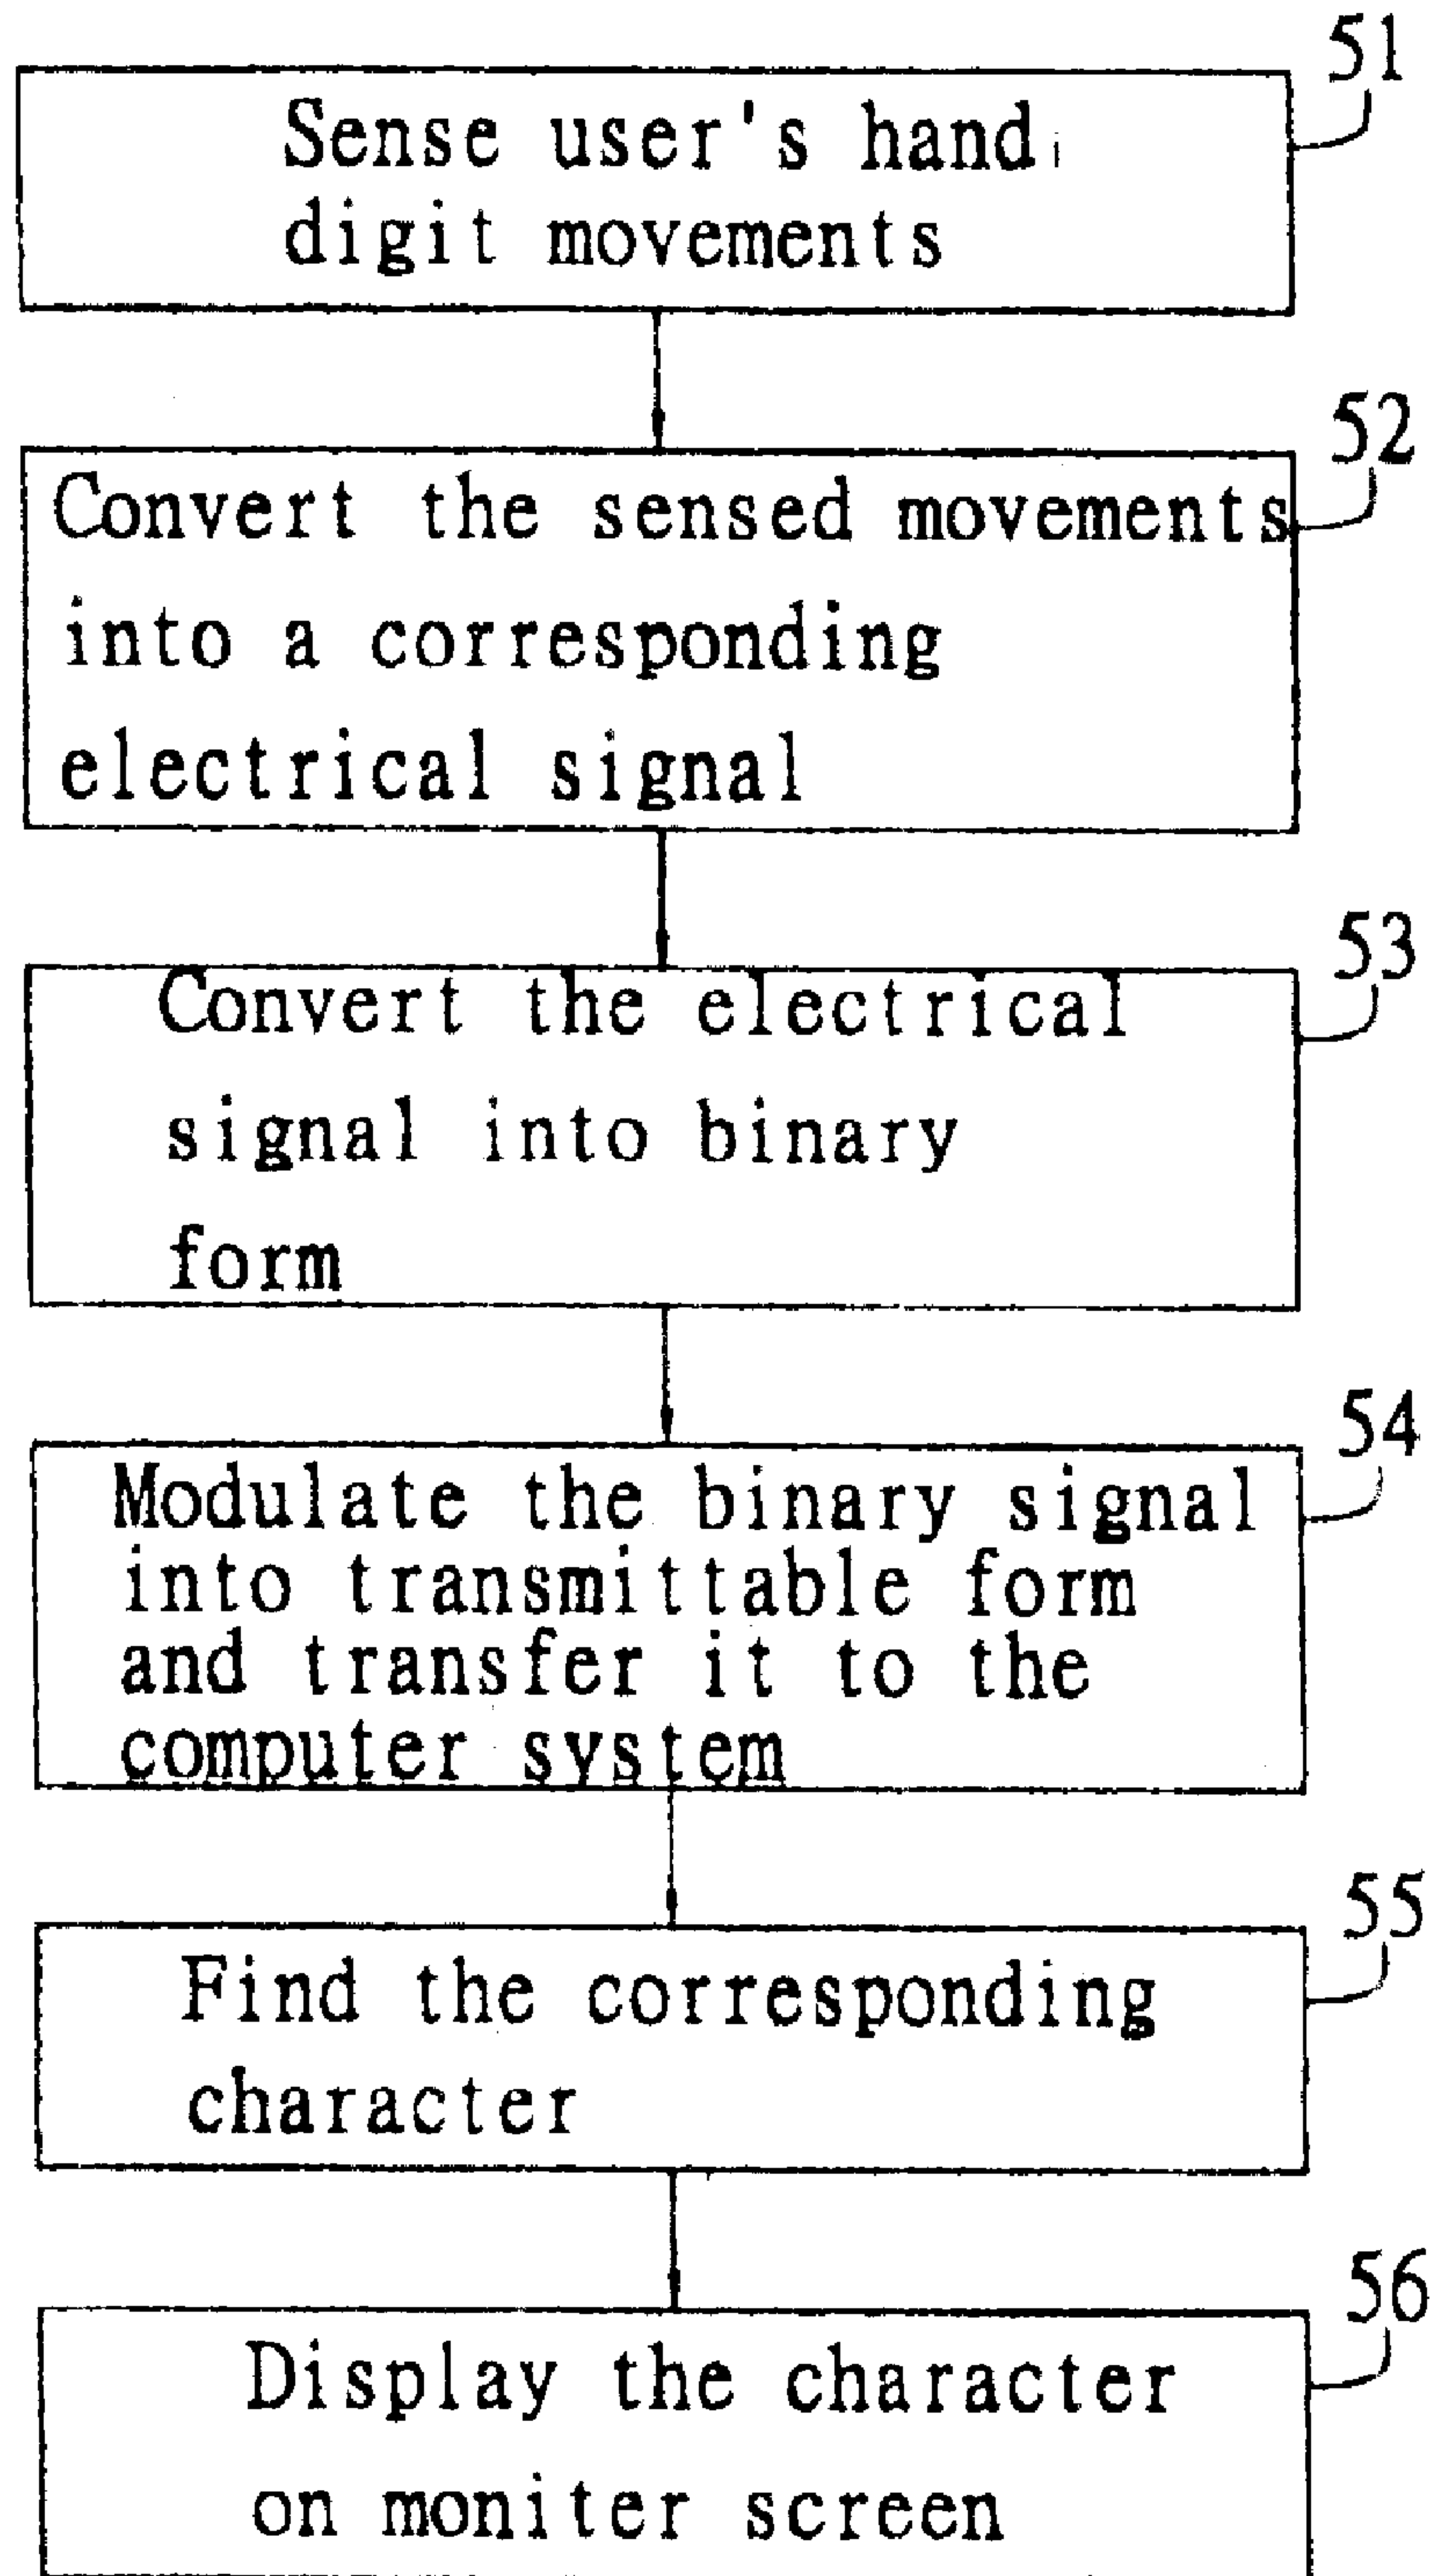 51
Sense user's hand
digit movements
52
Convert the sensed movements
into a corresponding
electrical signal
53
Convert the electrical
signal into binary
form
54
Modulate the binary signal
into transmittable form
and transfer it to the
computer system
55
Find the corresponding
character
56
Display the character
on moniter screen